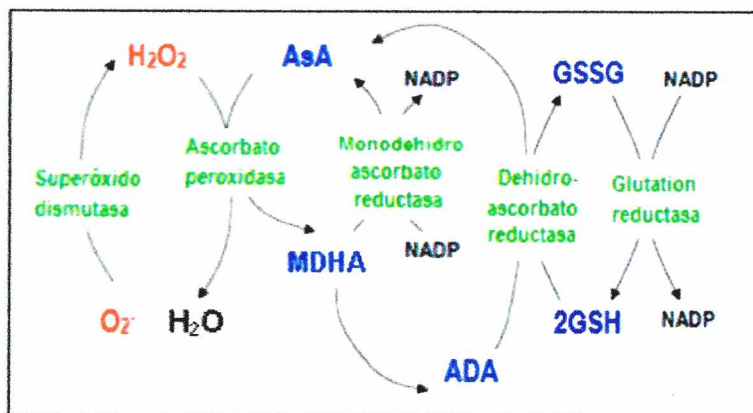 H₂O₂
AsA
NADP
GSSG
NADP
Superóxido
dismutasa
Ascorbato
peroxidasa
Monodehidro
ascorbato
reductasa
Dehidro-
ascorbato
reductasa
Glutation
reductasa
MDHA
NADP
O₂⁻
H₂O
2GSH
NADP
ADA